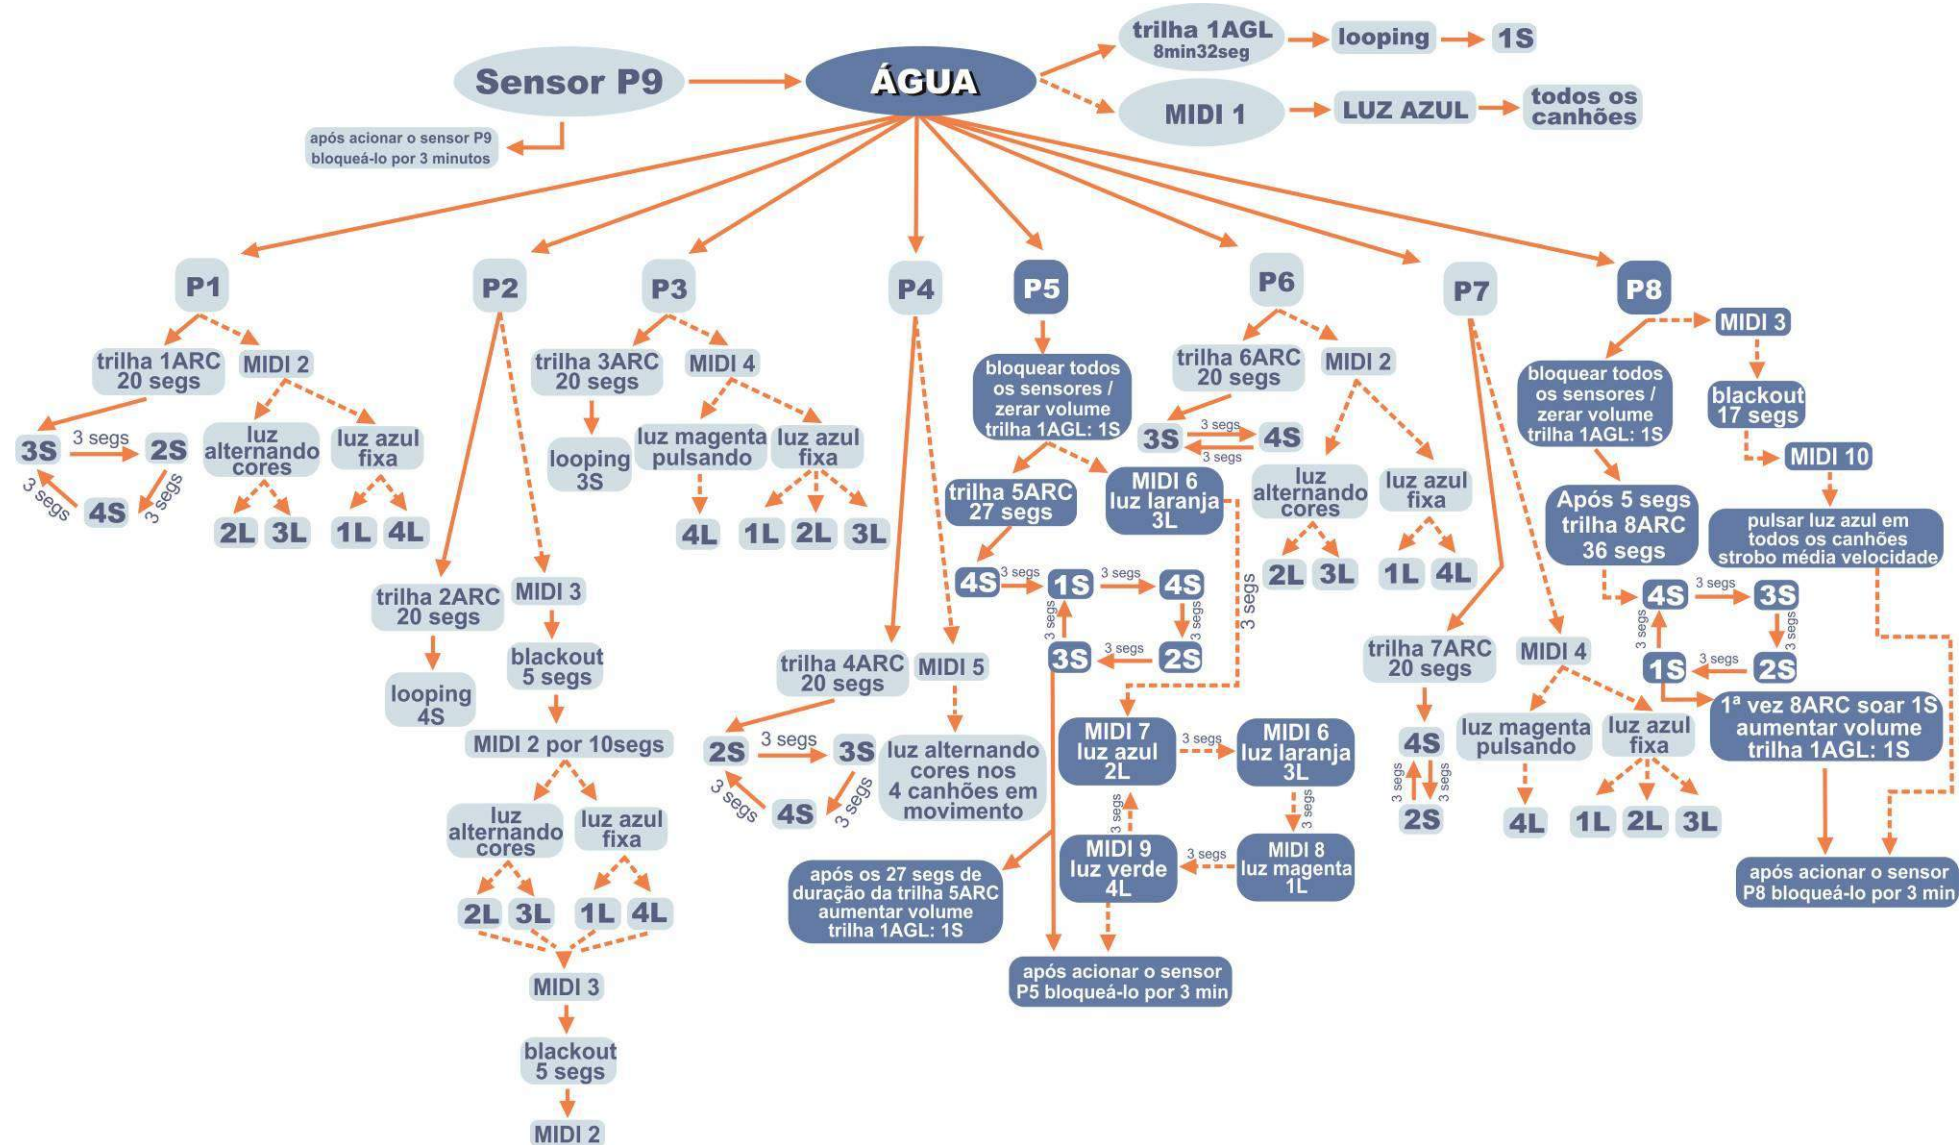 trilha 1AGL
8min32seg
looping
1S
Sensor P9
ÁGUA
MIDI 1
LUZ AZUL
todos os
canhões
após acionar o sensor P9
bloqueá-lo por 3 minutos
P1
trilha 1ARC
20 segs
MIDI 2
3S
3 segs
2S
3 segs
4S
3 segs
luz
alternando
cores
luz azul
fixa
2L
3L
1L
4L
P2
trilha 2ARC
20 segs
looping
4S
MIDI 3
blackout
5 segs
MIDI 2 por 10segs
luz
alternando
cores
luz azul
fixa
2L
3L
1L
4L
MIDI 3
blackout
5 segs
MIDI 2
P3
trilha 3ARC
20 segs
MIDI 4
looping
3S
luz magenta
pulsando
luz azul
fixa
4L
1L
2L
3L
P4
trilha 4ARC
20 segs
MIDI 5
2S
3 segs
3S
3 segs
4S
3 segs
luz alternando
cores nos
4 canhões em
movimento
P5
bloquear todos
os sensores /
zerar volume
trilha 1AGL: 1S
trilha 5ARC
27 segs
MIDI 6
luz laranja
3L
4S
3 segs
1S
3 segs
4S
3 segs
3 segs
3 segs
3S
3 segs
2S
MIDI 7
luz azul
2L
3 segs
MIDI 6
luz laranja
3L
3 segs
3 segs
MIDI 9
luz verde
4L
3 segs
MIDI 8
luz magenta
1L
após os 27 segs de
duração da trilha 5ARC
aumentar volume
trilha 1AGL: 1S
após acionar o sensor
P5 bloqueá-lo por 3 min
P6
trilha 6ARC
20 segs
MIDI 2
3S
3 segs
4S
3 segs
luz
alternando
cores
luz azul
fixa
2L
3L
1L
4L
P7
trilha 7ARC
20 segs
MIDI 4
4S
3 segs
3 segs
2S
luz magenta
pulsando
luz azul
fixa
4L
1L
2L
3L
P8
MIDI 3
bloquear todos
os sensores /
zerar volume
trilha 1AGL: 1S
blackout
17 segs
MIDI 10
Após 5 segs
trilha 8ARC
36 segs
pulsar luz azul em
todos os canhões
strobo média velocidade
4S
3 segs
3S
3 segs
3 segs
1S
3 segs
2S
1ª vez 8ARC soar 1S
aumentar volume
trilha 1AGL: 1S
após acionar o sensor
P8 bloqueá-lo por 3 min